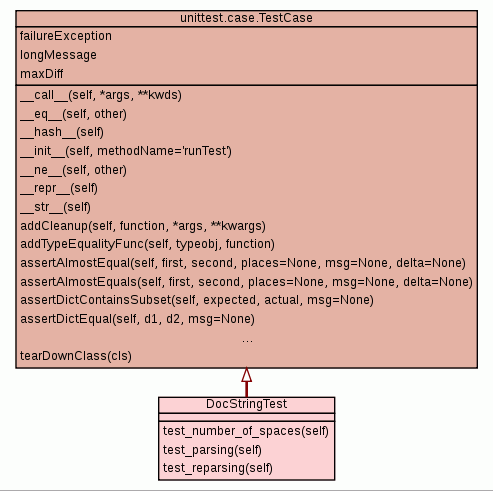 unittest.case.TestCase
failureException
longMessage
maxDiff
__call__(self, *args, **kwds)
__eq__(self, other)
__hash__(self)
__init__(self, methodName='runTest')
__ne__(self, other)
__repr__(self)
__str__(self)
addCleanup(self, function, *args, **kwargs)
addTypeEqualityFunc(self, typeobj, function)
assertAlmostEqual(self, first, second, places=None, msg=None, delta=None)
assertAlmostEquals(self, first, second, places=None, msg=None, delta=None)
assertDictContainsSubset(self, expected, actual, msg=None)
assertDictEqual(self, d1, d2, msg=None)
...
tearDownClass(cls)
DocStringTest
test_number_of_spaces(self)
test_parsing(self)
test_reparsing(self)